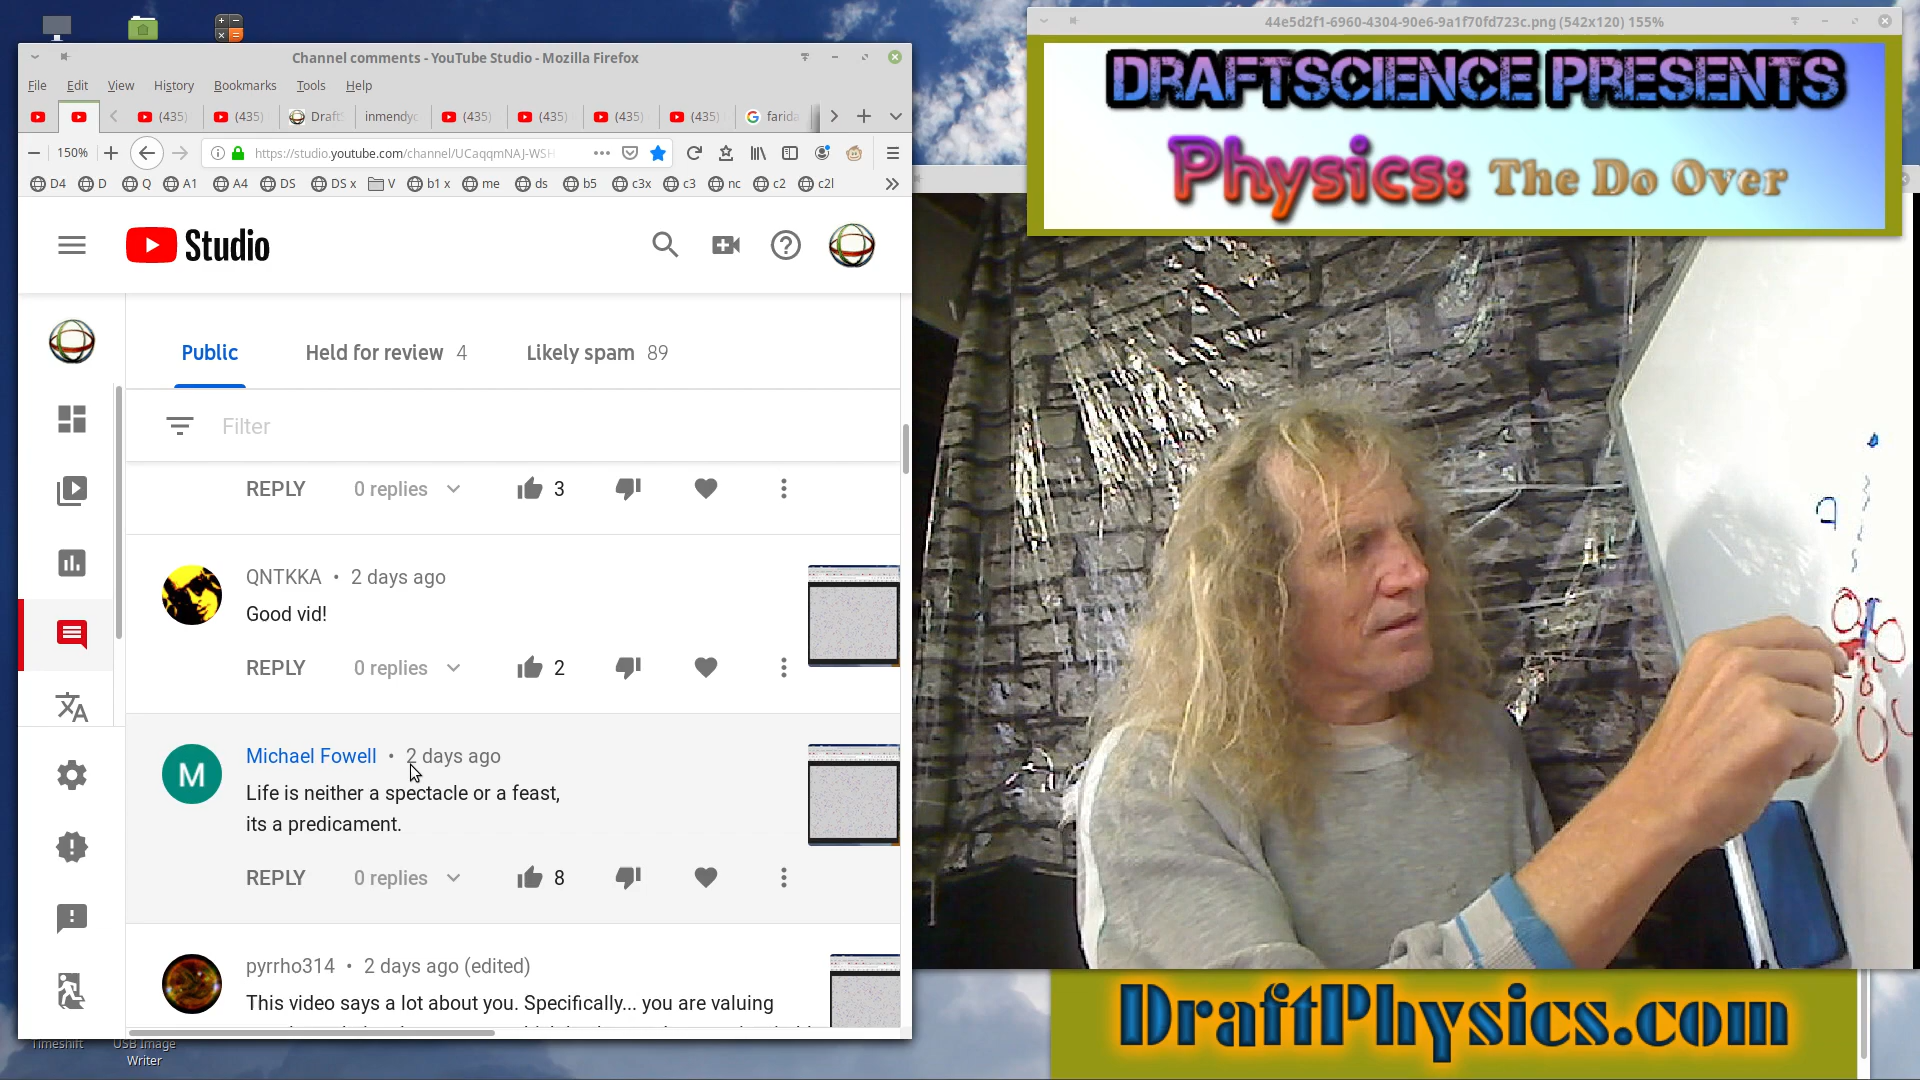 44e5d2f1-6960-4304-90e6-9a1f70fd723c.png (542x120) 155%
DRAFTSCIENCE PRESENTS
Physics: The Do Over
Channel comments - YouTube Studio - Mozilla Firefox
File Edit View History Bookmarks Tools Help
(435) (435) Draft inmendyc (435) (435) (435) (435) farida
150% https://studio.youtube.com/channel/UCaqqmNAJ-WSH
D4 D Q A1 A4 DS DS x V b1 x me ds b5 c3x c3 nc c2 c2l
Studio
Public Held for review 4 Likely spam 89
Filter
REPLY 0 replies 3
QNTKKA • 2 days ago
Good vid!
REPLY 0 replies 2
M
Michael Fowell • 2 days ago
Life is neither a spectacle or a feast,
its a predicament.
REPLY 0 replies 8
pyrrho314 • 2 days ago (edited)
This video says a lot about you. Specifically... you are valuing
Timeshift USB Image
Writer
DraftPhysics.com